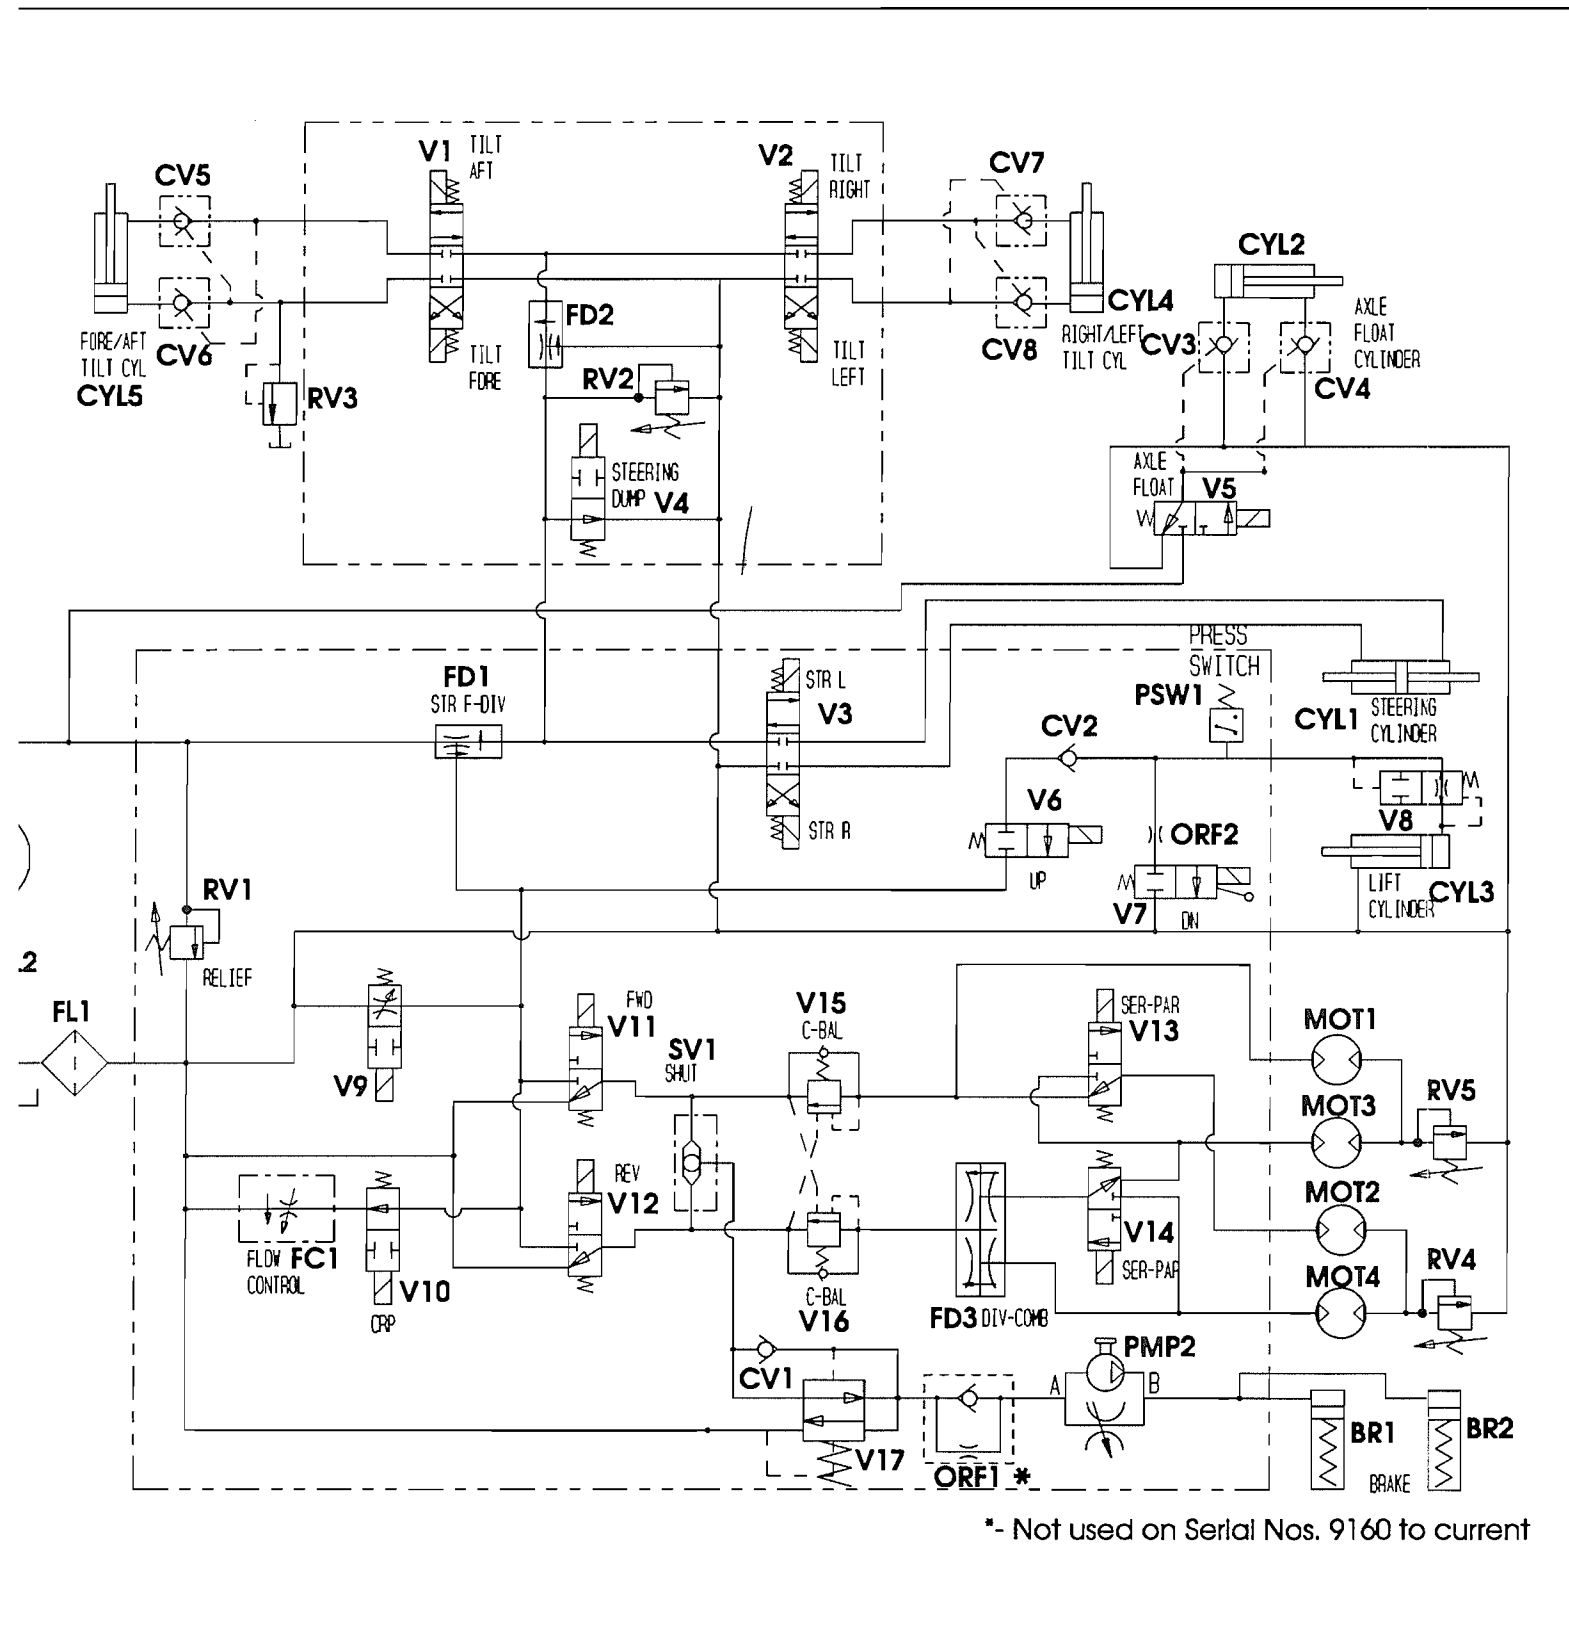 V1
TILT
AFT
V2
TILT
RIGHT
CV7
CV5
CYL2
FD2
CYL4
AXLE
FLOAT
CYLINDER
FORE/AFT
TILT CYL
CV6
CYL5
RV3
TILT
FORE
RV2
TILT
LEFT
CV8
RIGHT/LEFT
TILT CYL
CV3
CV4
STEERING
DUMP V4
AXLE
FLOAT
V5
PRESS
SWITCH
FD1
STR F-DIV
STR L
V3
PSW1
CV2
CYL1
STEERING
CYLINDER
V6
V8
STR R
ORF2
UP
RV1
V7
DN
LIFT
CYLINDER
CYL3
.2
RELIEF
FL1
FWD
V11
V15
C-BAL
SER-PAR
V13
MOT1
SV1
SHUT
V9
MOT3
RV5
REV
V12
MOT2
V14
FLOW FC1
CONTROL
V10
SER-PAR
MOT4
RV4
C-BAL
V16
FD3 DIV-COMB
CRP
PMP2
CV1
A
B
BR1
BR2
V17
ORF1 *
BRAKE
*- Not used on Serial Nos. 9160 to current